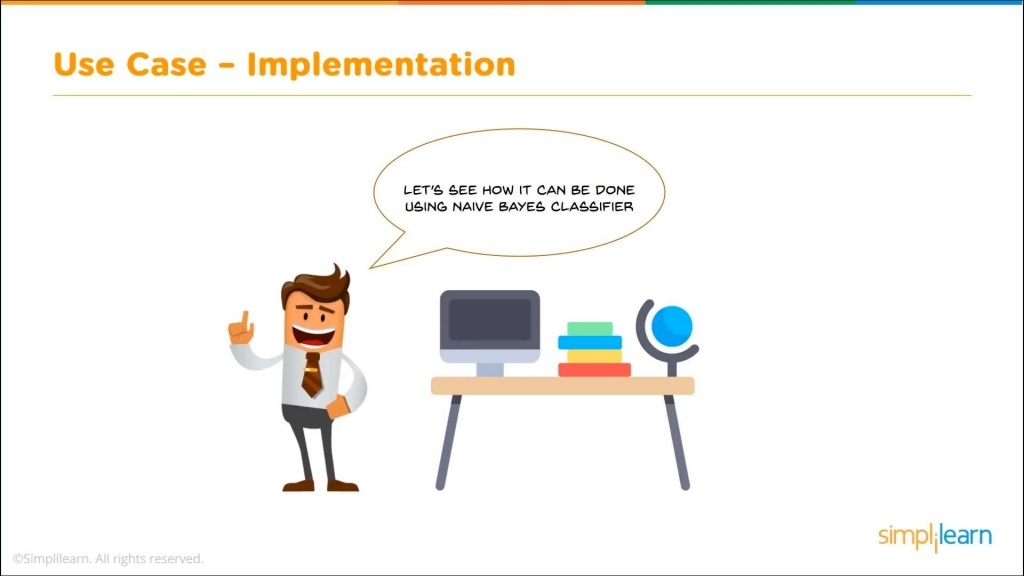 Use Case – Implementation
LET'S SEE HOW IT CAN BE DONE
USING NAIVE BAYES CLASSIFIER
simplilearn
©Simplilearn. All rights reserved.